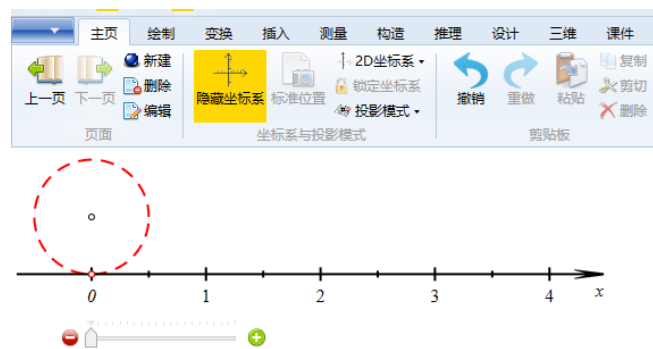 主页 绘制 变换 插入 测量 构造 推理 设计 三维 课件
上一页 下一页 新建 删除 编辑
页面
隐藏坐标系 标准位置 2D坐标系 锁定坐标系 投影模式
坐标系与投影模式
撤销 重做 粘贴 复制 剪切 删除
剪贴板
0 1 2 3 4 x